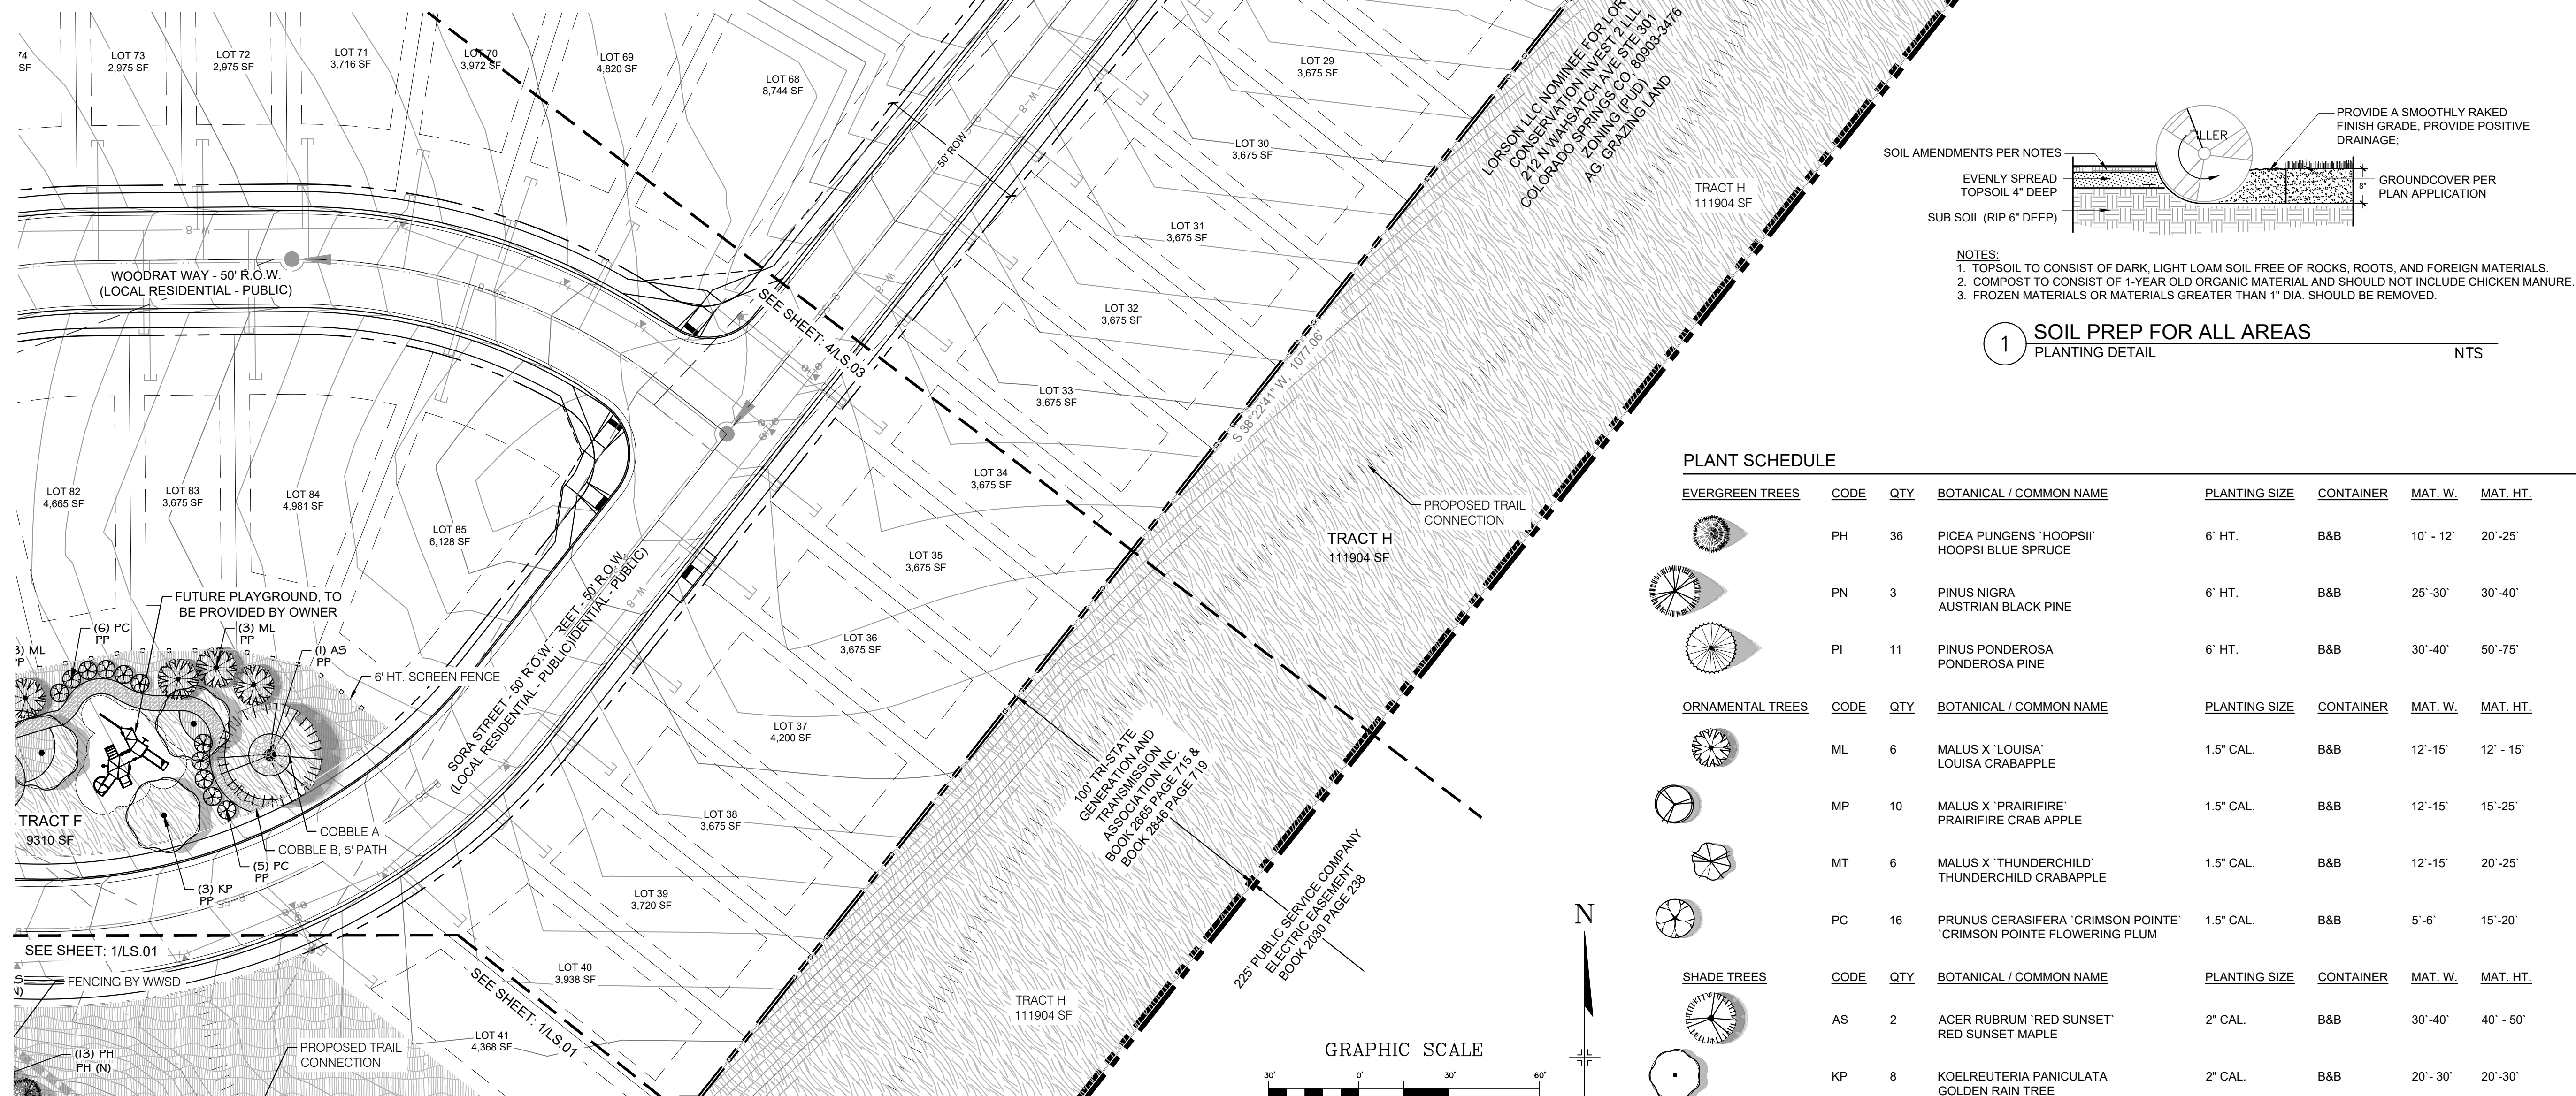 74
SF
LOT 73
2,975 SF
LOT 72
2,975 SF
LOT 71
3,716 SF
LOT 70
3,972 SF
LOT 69
4,820 SF
LOT 68
8,744 SF
50' ROW
8-W
WOODRAT WAY - 50' R.O.W.
(LOCAL RESIDENTIAL - PUBLIC)
SEE SHEET: 4/LS.03
LOT 29
3,675 SF
LOT 30
3,675 SF
LOT 31
3,675 SF
LOT 32
3,675 SF
LOT 33
3,675 SF
LOT 34
3,675 SF
LOT 35
3,675 SF
LOT 36
3,675 SF
LOT 37
4,200 SF
LOT 38
3,675 SF
LOT 39
3,720 SF
LOT 40
3,938 SF
LOT 41
4,368 SF
LOT 82
4,665 SF
LOT 83
3,675 SF
LOT 84
4,981 SF
LOT 85
6,128 SF
S 38°22'41" W, 1077.06'
LORSON LLC NOMINEE FOR LOR
CONSERVATION INVEST 2 LLL
212 N WAHSATCH AVE STE 301
COLORADO SPRINGS CO. 80903-3476
ZONING (PUD)
AG. GRAZING LAND
TRACT H
111904 SF
PROPOSED TRAIL
CONNECTION
TRACT H
111904 SF
TRACT H
111904 SF
SORA STREET - 50' R.O.W.
(LOCAL RESIDENTIAL - PUBLIC)
100' TRI-STATE
GENERATION AND
TRANSMISSION
ASSOCIATION INC.
BOOK 2665 PAGE 715 &
BOOK 2846 PAGE 719
225' PUBLIC SERVICE COMPANY
ELECTRIC EASEMENT
BOOK 2030 PAGE 238
FUTURE PLAYGROUND, TO
BE PROVIDED BY OWNER
(6) PC
PP
(3) ML
PP
(1) AS
PP
3) ML
PP
6' HT. SCREEN FENCE
TRACT F
9310 SF
COBBLE A
COBBLE B, 5' PATH
(5) PC
PP
(3) KP
PP
SEE SHEET: 1/LS.01
FENCING BY WWSD
SEE SHEET: 1/LS.01
(13) PH
PH (N)
PROPOSED TRAIL
CONNECTION
GRAPHIC SCALE
30' 0' 30' 60'
N
TILLER
PROVIDE A SMOOTHLY RAKED
FINISH GRADE, PROVIDE POSITIVE
DRAINAGE;
SOIL AMENDMENTS PER NOTES
EVENLY SPREAD
TOPSOIL 4" DEEP
SUB SOIL (RIP 6" DEEP)
8"
GROUNDCOVER PER
PLAN APPLICATION
NOTES:
1. TOPSOIL TO CONSIST OF DARK, LIGHT LOAM SOIL FREE OF ROCKS, ROOTS, AND FOREIGN MATERIALS.
2. COMPOST TO CONSIST OF 1-YEAR OLD ORGANIC MATERIAL AND SHOULD NOT INCLUDE CHICKEN MANURE.
3. FROZEN MATERIALS OR MATERIALS GREATER THAN 1" DIA. SHOULD BE REMOVED.
1 SOIL PREP FOR ALL AREAS
PLANTING DETAIL NTS
PLANT SCHEDULE
EVERGREEN TREES CODE QTY BOTANICAL / COMMON NAME PLANTING SIZE CONTAINER MAT. W. MAT. HT.
PH 36 PICEA PUNGENS `HOOPSII` 6` HT. B&B 10` - 12` 20`-25`
HOOPSI BLUE SPRUCE
PN 3 PINUS NIGRA 6` HT. B&B 25`-30` 30`-40`
AUSTRIAN BLACK PINE
PI 11 PINUS PONDEROSA 6` HT. B&B 30`-40` 50`-75`
PONDEROSA PINE
ORNAMENTAL TREES CODE QTY BOTANICAL / COMMON NAME PLANTING SIZE CONTAINER MAT. W. MAT. HT.
ML 6 MALUS X `LOUISA` 1.5" CAL. B&B 12`-15` 12` - 15`
LOUISA CRABAPPLE
MP 10 MALUS X `PRAIRIFIRE` 1.5" CAL. B&B 12`-15` 15`-25`
PRAIRIFIRE CRAB APPLE
MT 6 MALUS X `THUNDERCHILD` 1.5" CAL. B&B 12`-15` 20`-25`
THUNDERCHILD CRABAPPLE
PC 16 PRUNUS CERASIFERA `CRIMSON POINTE` 1.5" CAL. B&B 5`-6` 15`-20`
`CRIMSON POINTE FLOWERING PLUM
SHADE TREES CODE QTY BOTANICAL / COMMON NAME PLANTING SIZE CONTAINER MAT. W. MAT. HT.
AS 2 ACER RUBRUM `RED SUNSET` 2" CAL. B&B 30`-40` 40` - 50`
RED SUNSET MAPLE
KP 8 KOELREUTERIA PANICULATA 2" CAL. B&B 20`- 30` 20`-30`
GOLDEN RAIN TREE